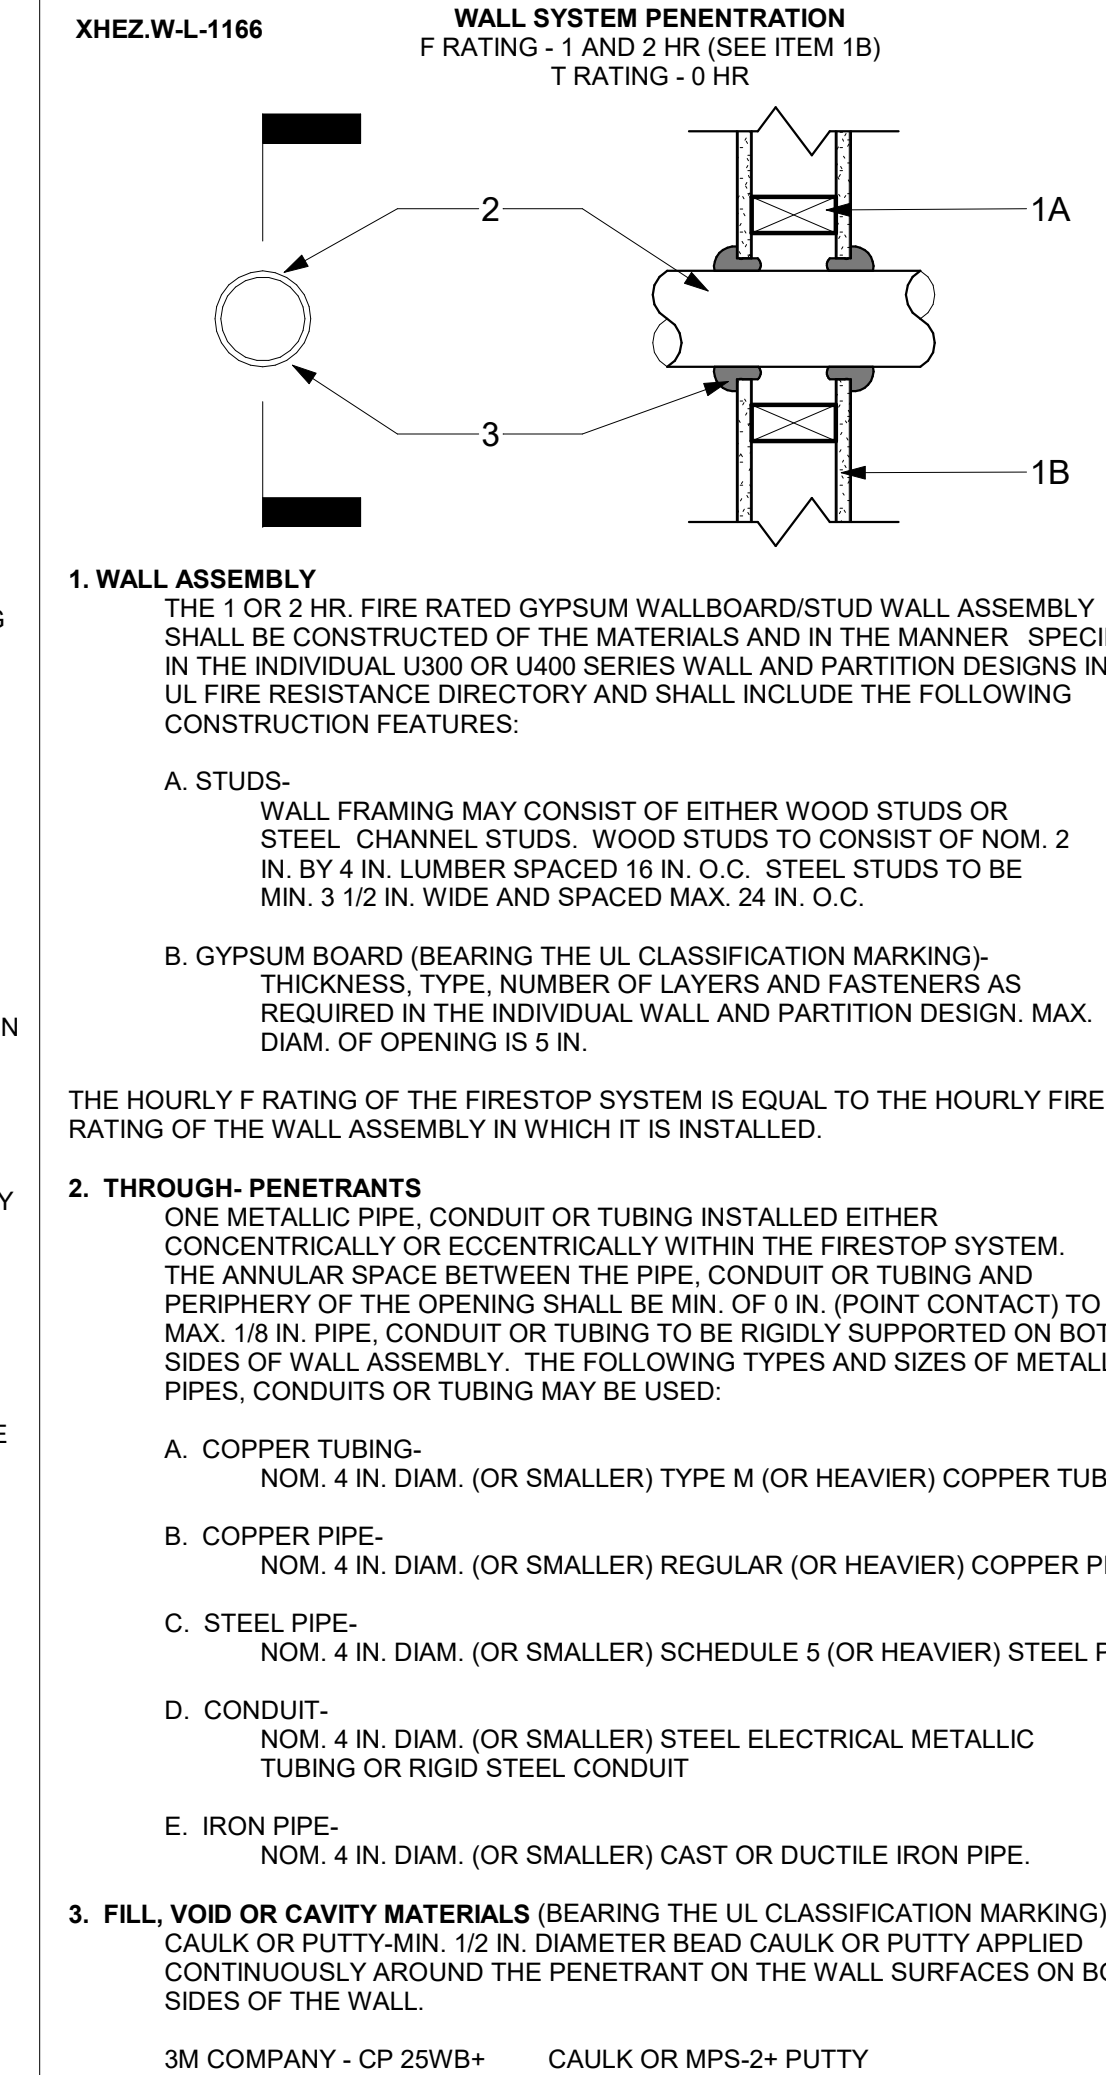 XHEZ.W-L-1166
WALL SYSTEM PENENTRATION
F RATING - 1 AND 2 HR (SEE ITEM 1B)
T RATING - 0 HR
2
1A
3
1B
1. WALL ASSEMBLY
THE 1 OR 2 HR. FIRE RATED GYPSUM WALLBOARD/STUD WALL ASSEMBLY
SHALL BE CONSTRUCTED OF THE MATERIALS AND IN THE MANNER SPECI
IN THE INDIVIDUAL U300 OR U400 SERIES WALL AND PARTITION DESIGNS IN
UL FIRE RESISTANCE DIRECTORY AND SHALL INCLUDE THE FOLLOWING
CONSTRUCTION FEATURES:
A. STUDS-
WALL FRAMING MAY CONSIST OF EITHER WOOD STUDS OR
STEEL CHANNEL STUDS. WOOD STUDS TO CONSIST OF NOM. 2
IN. BY 4 IN. LUMBER SPACED 16 IN. O.C. STEEL STUDS TO BE
MIN. 3 1/2 IN. WIDE AND SPACED MAX. 24 IN. O.C.
B. GYPSUM BOARD (BEARING THE UL CLASSIFICATION MARKING)-
THICKNESS, TYPE, NUMBER OF LAYERS AND FASTENERS AS
REQUIRED IN THE INDIVIDUAL WALL AND PARTITION DESIGN. MAX.
DIAM. OF OPENING IS 5 IN.
THE HOURLY F RATING OF THE FIRESTOP SYSTEM IS EQUAL TO THE HOURLY FIRE
RATING OF THE WALL ASSEMBLY IN WHICH IT IS INSTALLED.
2. THROUGH- PENETRANTS
ONE METALLIC PIPE, CONDUIT OR TUBING INSTALLED EITHER
CONCENTRICALLY OR ECCENTRICALLY WITHIN THE FIRESTOP SYSTEM.
THE ANNULAR SPACE BETWEEN THE PIPE, CONDUIT OR TUBING AND
PERIPHERY OF THE OPENING SHALL BE MIN. OF 0 IN. (POINT CONTACT) TO
MAX. 1/8 IN. PIPE, CONDUIT OR TUBING TO BE RIGIDLY SUPPORTED ON BOT
SIDES OF WALL ASSEMBLY. THE FOLLOWING TYPES AND SIZES OF METALL
PIPES, CONDUITS OR TUBING MAY BE USED:
A. COPPER TUBING-
NOM. 4 IN. DIAM. (OR SMALLER) TYPE M (OR HEAVIER) COPPER TUB
B. COPPER PIPE-
NOM. 4 IN. DIAM. (OR SMALLER) REGULAR (OR HEAVIER) COPPER PI
C. STEEL PIPE-
NOM. 4 IN. DIAM. (OR SMALLER) SCHEDULE 5 (OR HEAVIER) STEEL P
D. CONDUIT-
NOM. 4 IN. DIAM. (OR SMALLER) STEEL ELECTRICAL METALLIC
TUBING OR RIGID STEEL CONDUIT
E. IRON PIPE-
NOM. 4 IN. DIAM. (OR SMALLER) CAST OR DUCTILE IRON PIPE.
3. FILL, VOID OR CAVITY MATERIALS (BEARING THE UL CLASSIFICATION MARKING)
CAULK OR PUTTY-MIN. 1/2 IN. DIAMETER BEAD CAULK OR PUTTY APPLIED
CONTINUOUSLY AROUND THE PENETRANT ON THE WALL SURFACES ON BO
SIDES OF THE WALL.
3M COMPANY - CP 25WB+ CAULK OR MPS-2+ PUTTY